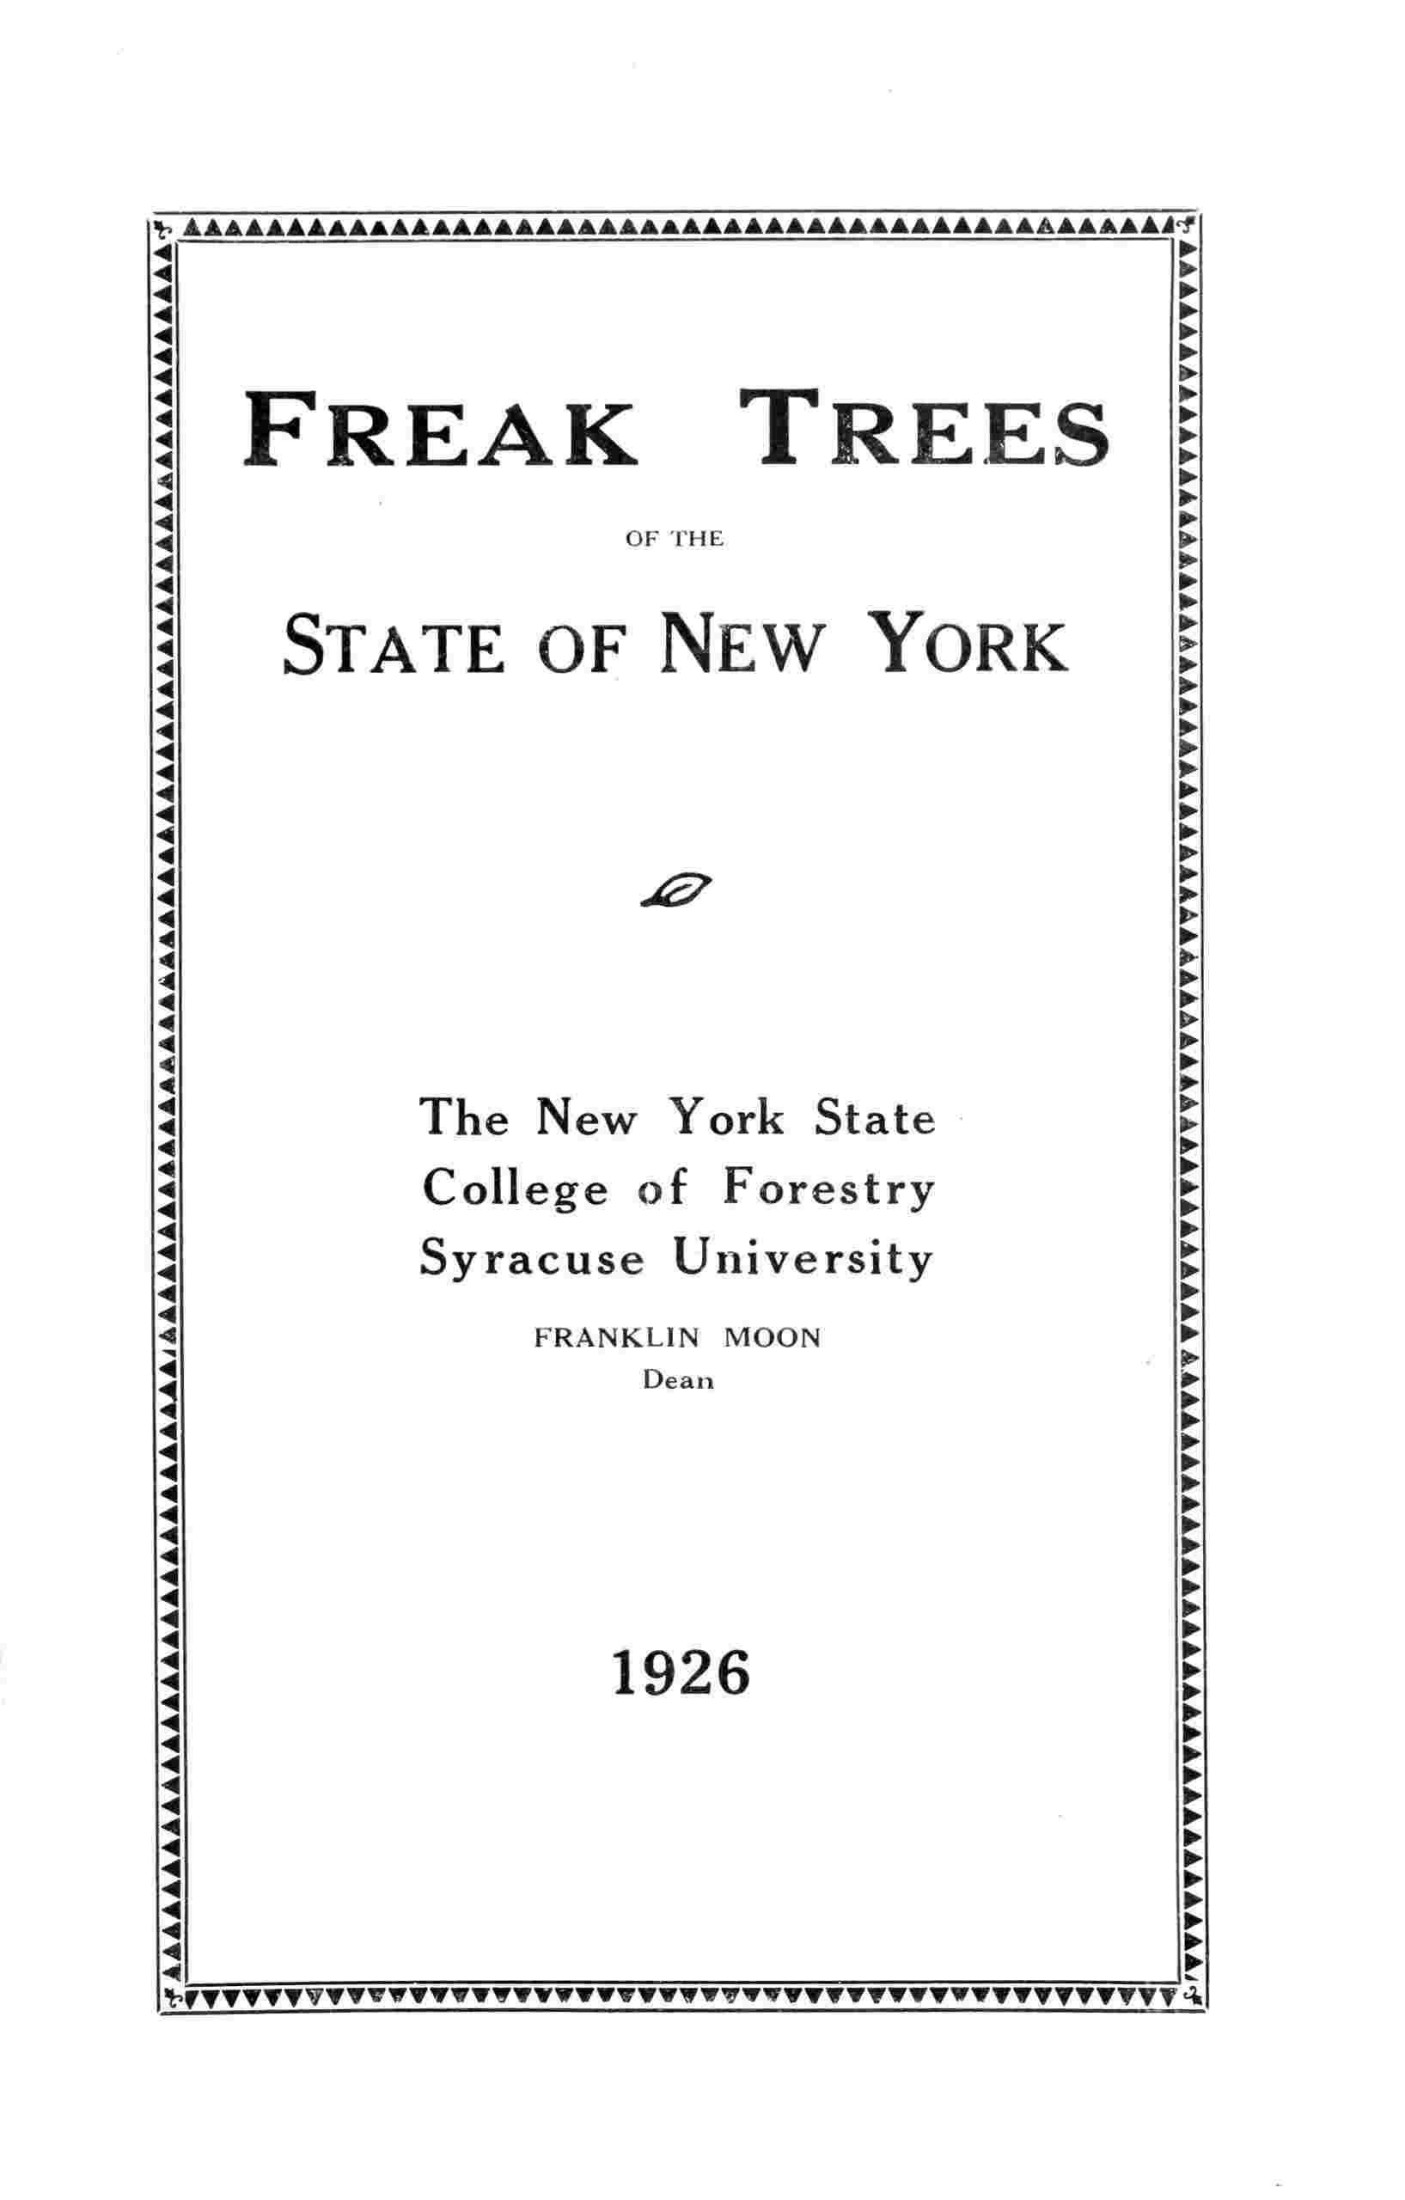 FREAK TREES
OF THE
STATE OF NEW YORK
The New York State
College of Forestry
Syracuse University
FRANKLIN MOON
Dean
1926